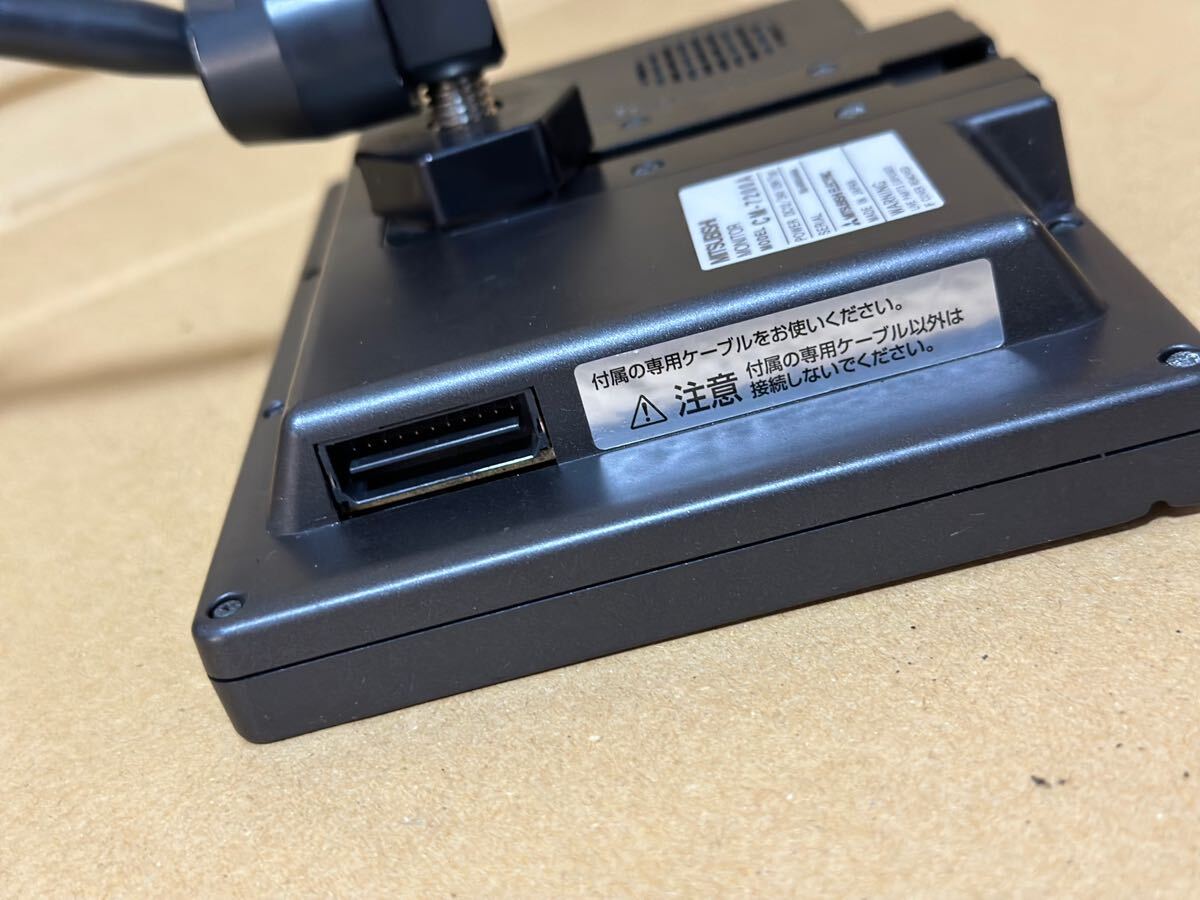 MITSUBISHI
MONITOR
MODEL CM-7200A
POWER
SERIAL
MITSUBISHI ELECTRIC
MADE IN JAPAN
WARNING
付属の専用ケーブルをお使いください。
注意
付属の専用ケーブル以外は
接続しないでください。